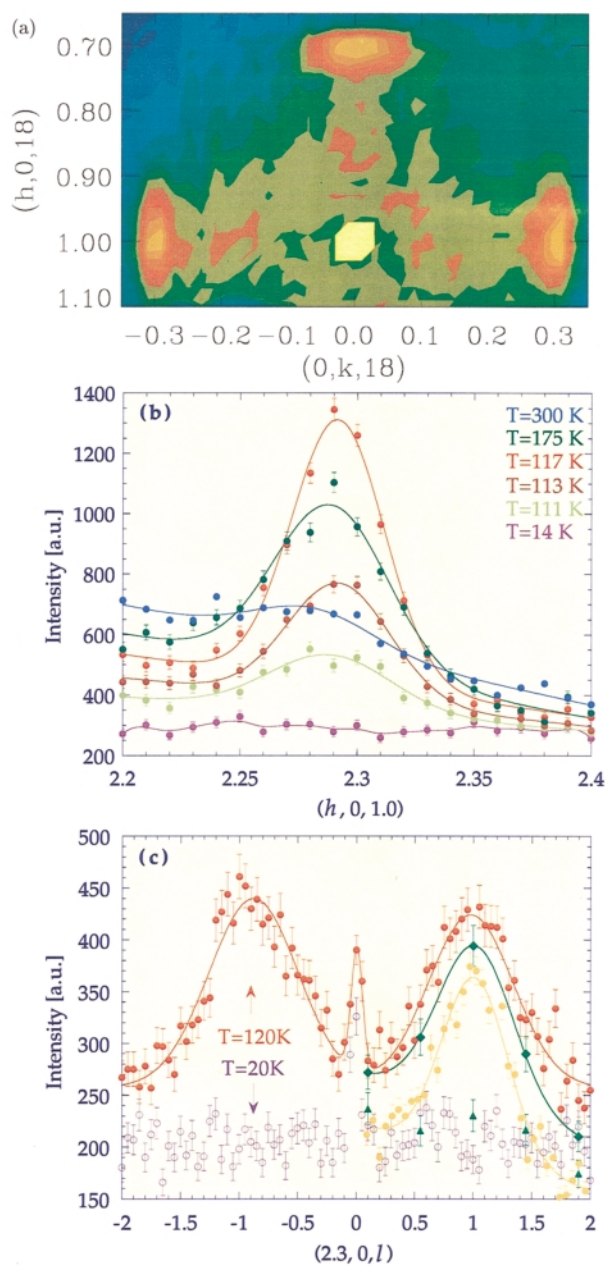 (a)
0.70
0.80
0.90
1.00
1.10
(h,0,18)
−0.3 −0.2 −0.1 0.0 0.1 0.2 0.3
(0,k,18)
(b)
1400
1200
1000
800
600
400
200
Intensity [a.u.]
T=300 K
T=175 K
T=117 K
T=113 K
T=111 K
T=14 K
2.2 2.25 2.3 2.35 2.4
(h, 0, 1.0)
(c)
500
450
400
350
300
250
200
150
Intensity [a.u.]
T=120K
T=20K
-2 -1.5 -1 -0.5 0 0.5 1 1.5 2
(2.3, 0, l)